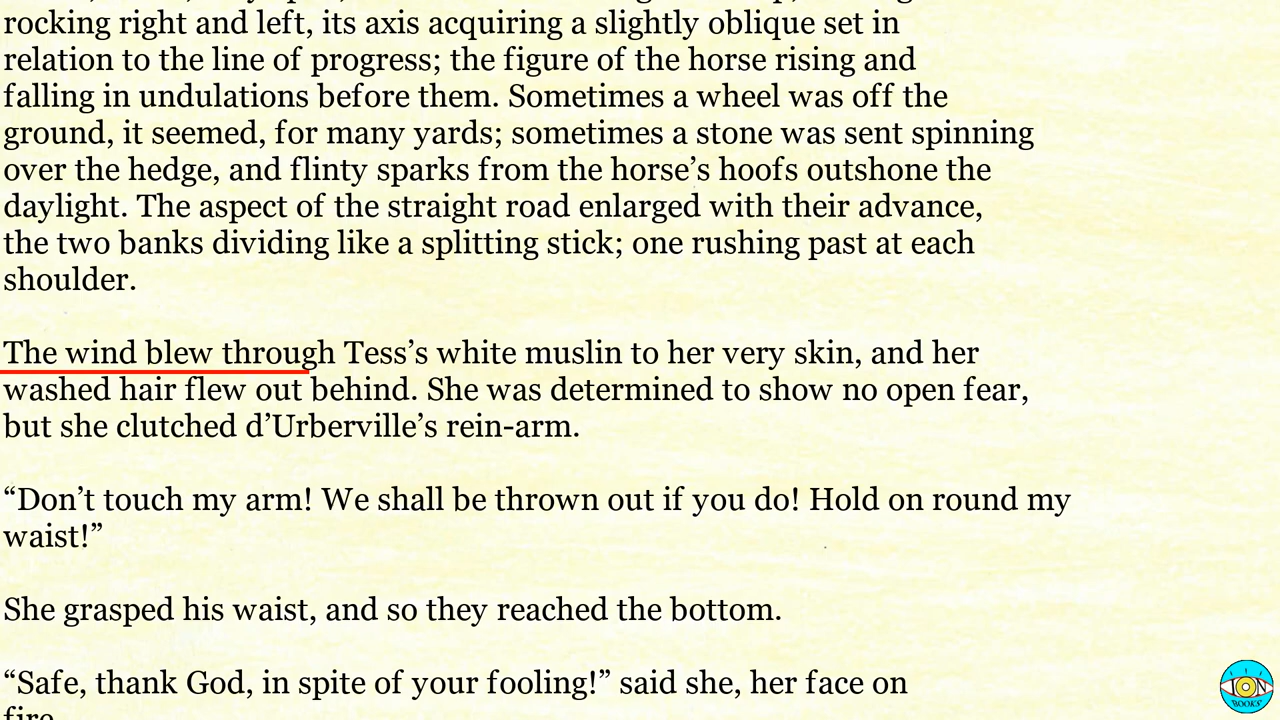 rocking right and left, its axis acquiring a slightly oblique set in
relation to the line of progress; the figure of the horse rising and
falling in undulations before them. Sometimes a wheel was off the
ground, it seemed, for many yards; sometimes a stone was sent spinning
over the hedge, and flinty sparks from the horse’s hoofs outshone the
daylight. The aspect of the straight road enlarged with their advance,
the two banks dividing like a splitting stick; one rushing past at each
shoulder.
The wind blew through Tess’s white muslin to her very skin, and her
washed hair flew out behind. She was determined to show no open fear,
but she clutched d’Urberville’s rein-arm.
“Don’t touch my arm! We shall be thrown out if you do! Hold on round my
waist!”
She grasped his waist, and so they reached the bottom.
“Safe, thank God, in spite of your fooling!” said she, her face on
fire.
ION
BOOKS